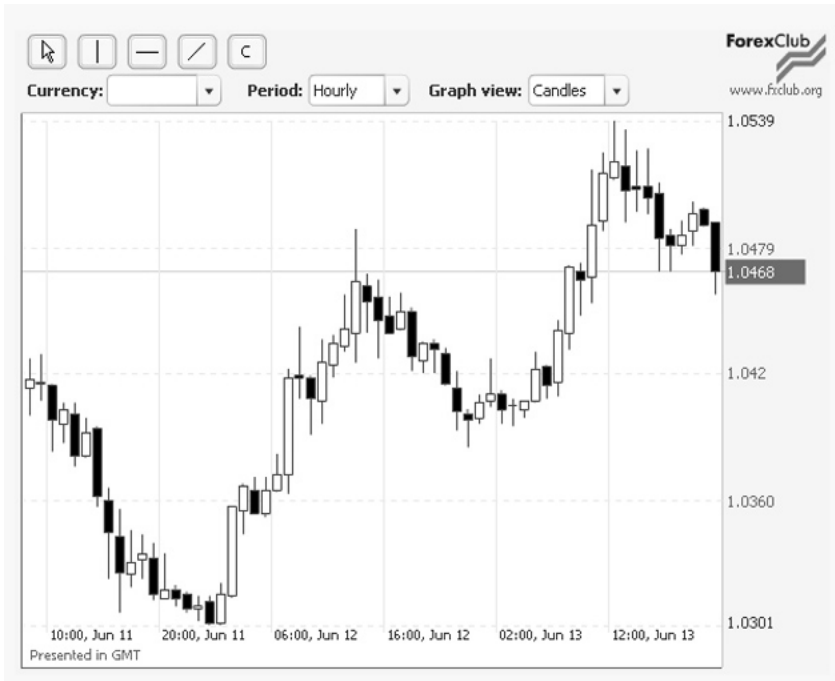 C
ForexClub
www.fxclub.org
Currency:
Period: Hourly
Graph view: Candles
1.0539
1.0479
1.0468
1.042
1.0360
1.0301
10:00, Jun 11
20:00, Jun 11
06:00, Jun 12
16:00, Jun 12
02:00, Jun 13
12:00, Jun 13
Presented in GMT